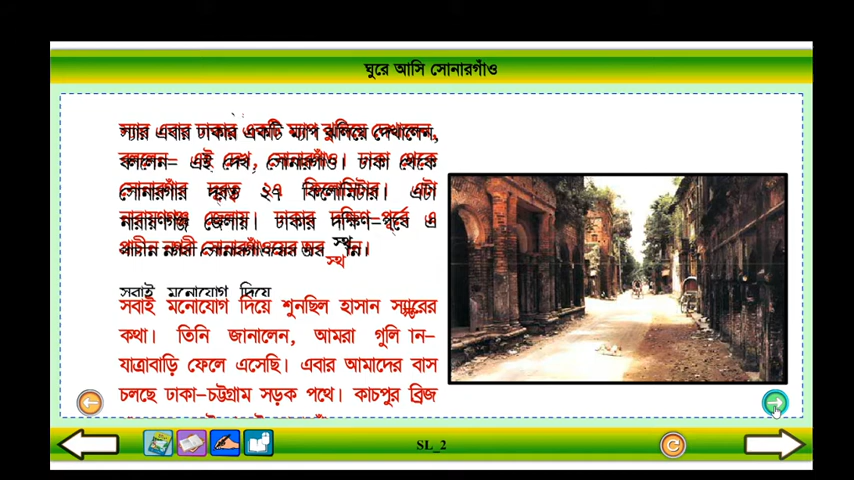 ঘুরে আসি সোনারগাঁও
স্যার এবার ঢাকার একটি ম্যাপ ঝুলিয়ে দেখালেন,
বললেন– এই দেখ, সোনারগাঁও। ঢাকা থেকে
সোনারগাঁর দূরত্ব ২৭ কিলোমিটার। এটা
নারায়ণগঞ্জ জেলায়। ঢাকার দক্ষিণ–পূর্বে এ
প্রাচীন নগরী সোনারগাঁওয়ের
সবাই মনোযোগ দিয়ে
সবাই মনোযোগ দিয়ে শুনছিল হাসান স্যারের
কথা। তিনি জানালেন, আমরা
যাত্রাবাড়ি ফেলে এসেছি। এবার আমাদের বাস
চলছে ঢাকা–চট্টগ্রাম সড়ক পথে। কাচপুর ব্রিজ
SL_2